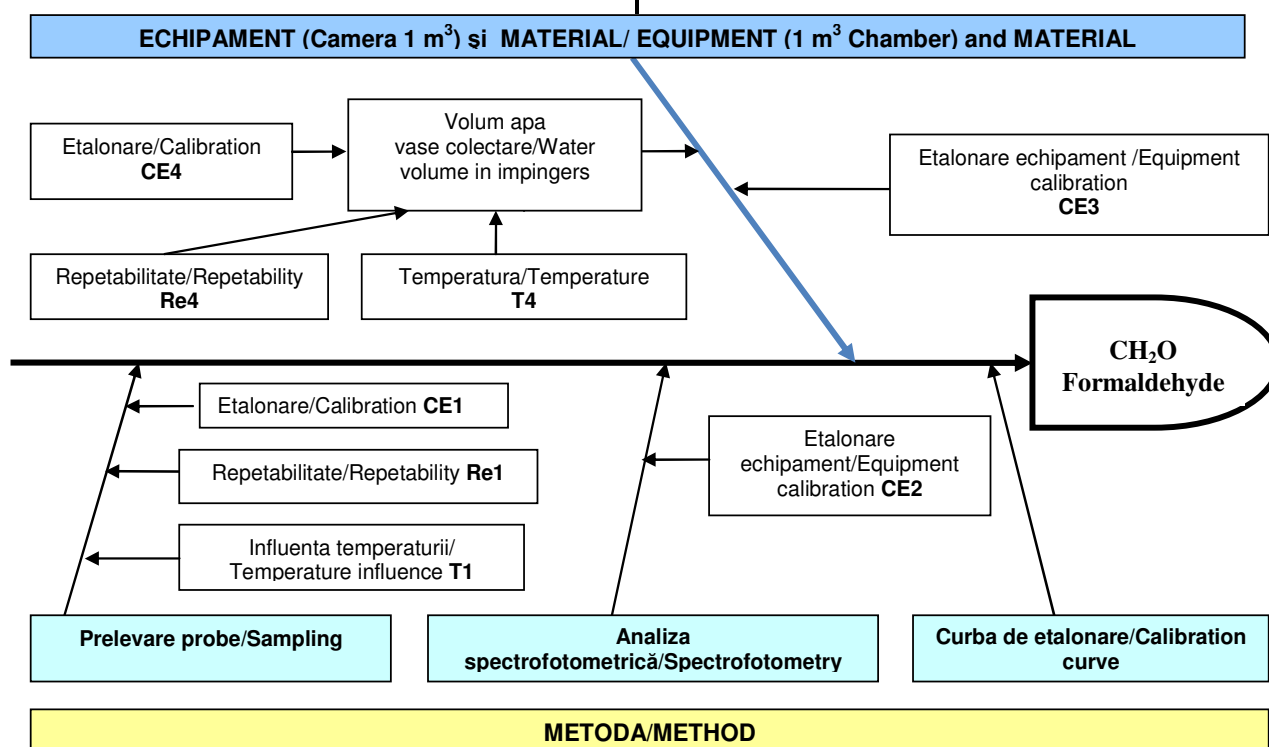 ECHIPAMENT (Camera 1 m³) şi MATERIAL/ EQUIPMENT (1 m³ Chamber) and MATERIAL
Etalonare/Calibration
CE4
Volum apa
vase colectare/Water
volume in impingers
Etalonare echipament /Equipment
calibration
CE3
Repetabilitate/Repetability
Re4
Temperatura/Temperature
T4
CH₂O
Formaldehyde
Etalonare/Calibration CE1
Repetabilitate/Repetability Re1
Influenta temperaturii/
Temperature influence T1
Etalonare
echipament/Equipment
calibration CE2
Prelevare probe/Sampling
Analiza
spectrofotometrică/Spectrofotometry
Curba de etalonare/Calibration
curve
METODA/METHOD